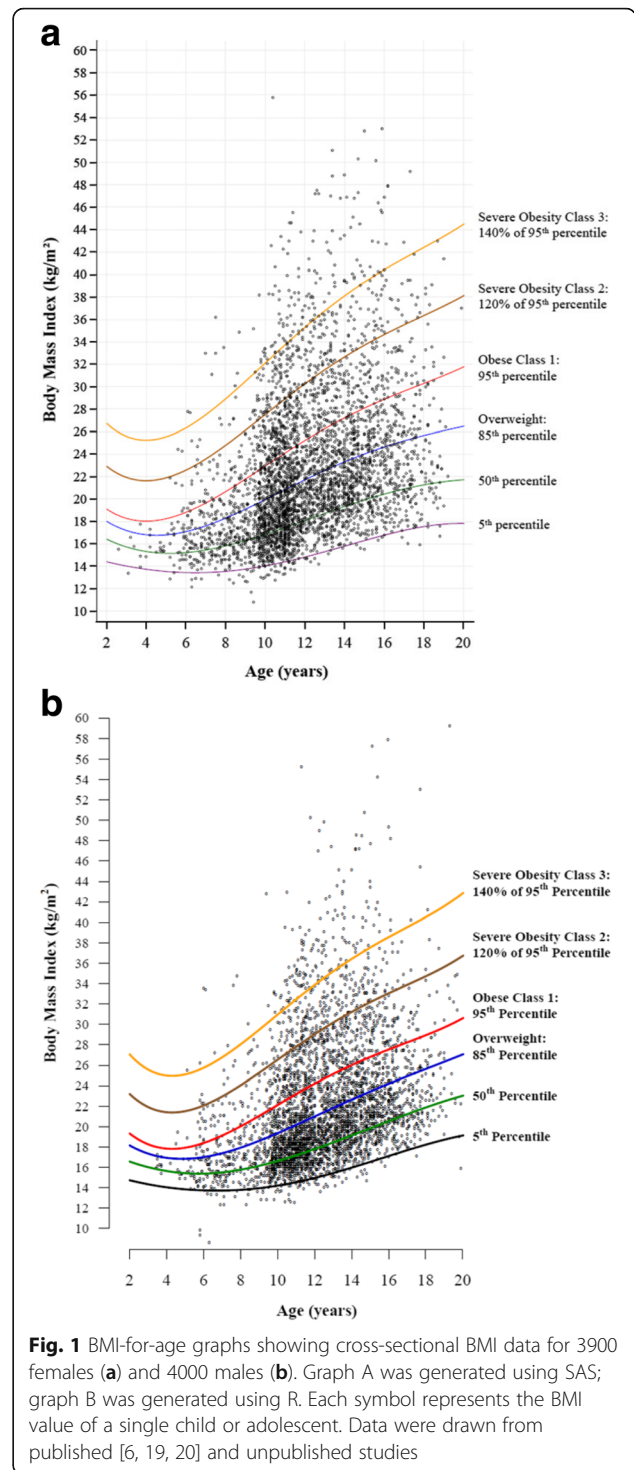 a
60
58
56
54
52
50
48
46
44
42
40
38
36
34
32
30
28
26
24
22
20
18
16
14
12
10
Body Mass Index (kg/m²)
Severe Obesity Class 3:
140% of 95th percentile
Severe Obesity Class 2:
120% of 95th percentile
Obese Class 1:
95th percentile
Overweight:
85th percentile
50th percentile
5th percentile
2 4 6 8 10 12 14 16 18 20
Age (years)
b
60
58
56
54
52
50
48
46
44
42
40
38
36
34
32
30
28
26
24
22
20
18
16
14
12
10
Body Mass Index (kg/m²)
Severe Obesity Class 3:
140% of 95th Percentile
Severe Obesity Class 2:
120% of 95th Percentile
Obese Class 1:
95th Percentile
Overweight:
85th Percentile
50th Percentile
5th Percentile
2 4 6 8 10 12 14 16 18 20
Age (years)
Fig. 1 BMI-for-age graphs showing cross-sectional BMI data for 3900
females (a) and 4000 males (b). Graph A was generated using SAS;
graph B was generated using R. Each symbol represents the BMI
value of a single child or adolescent. Data were drawn from
published [6, 19, 20] and unpublished studies